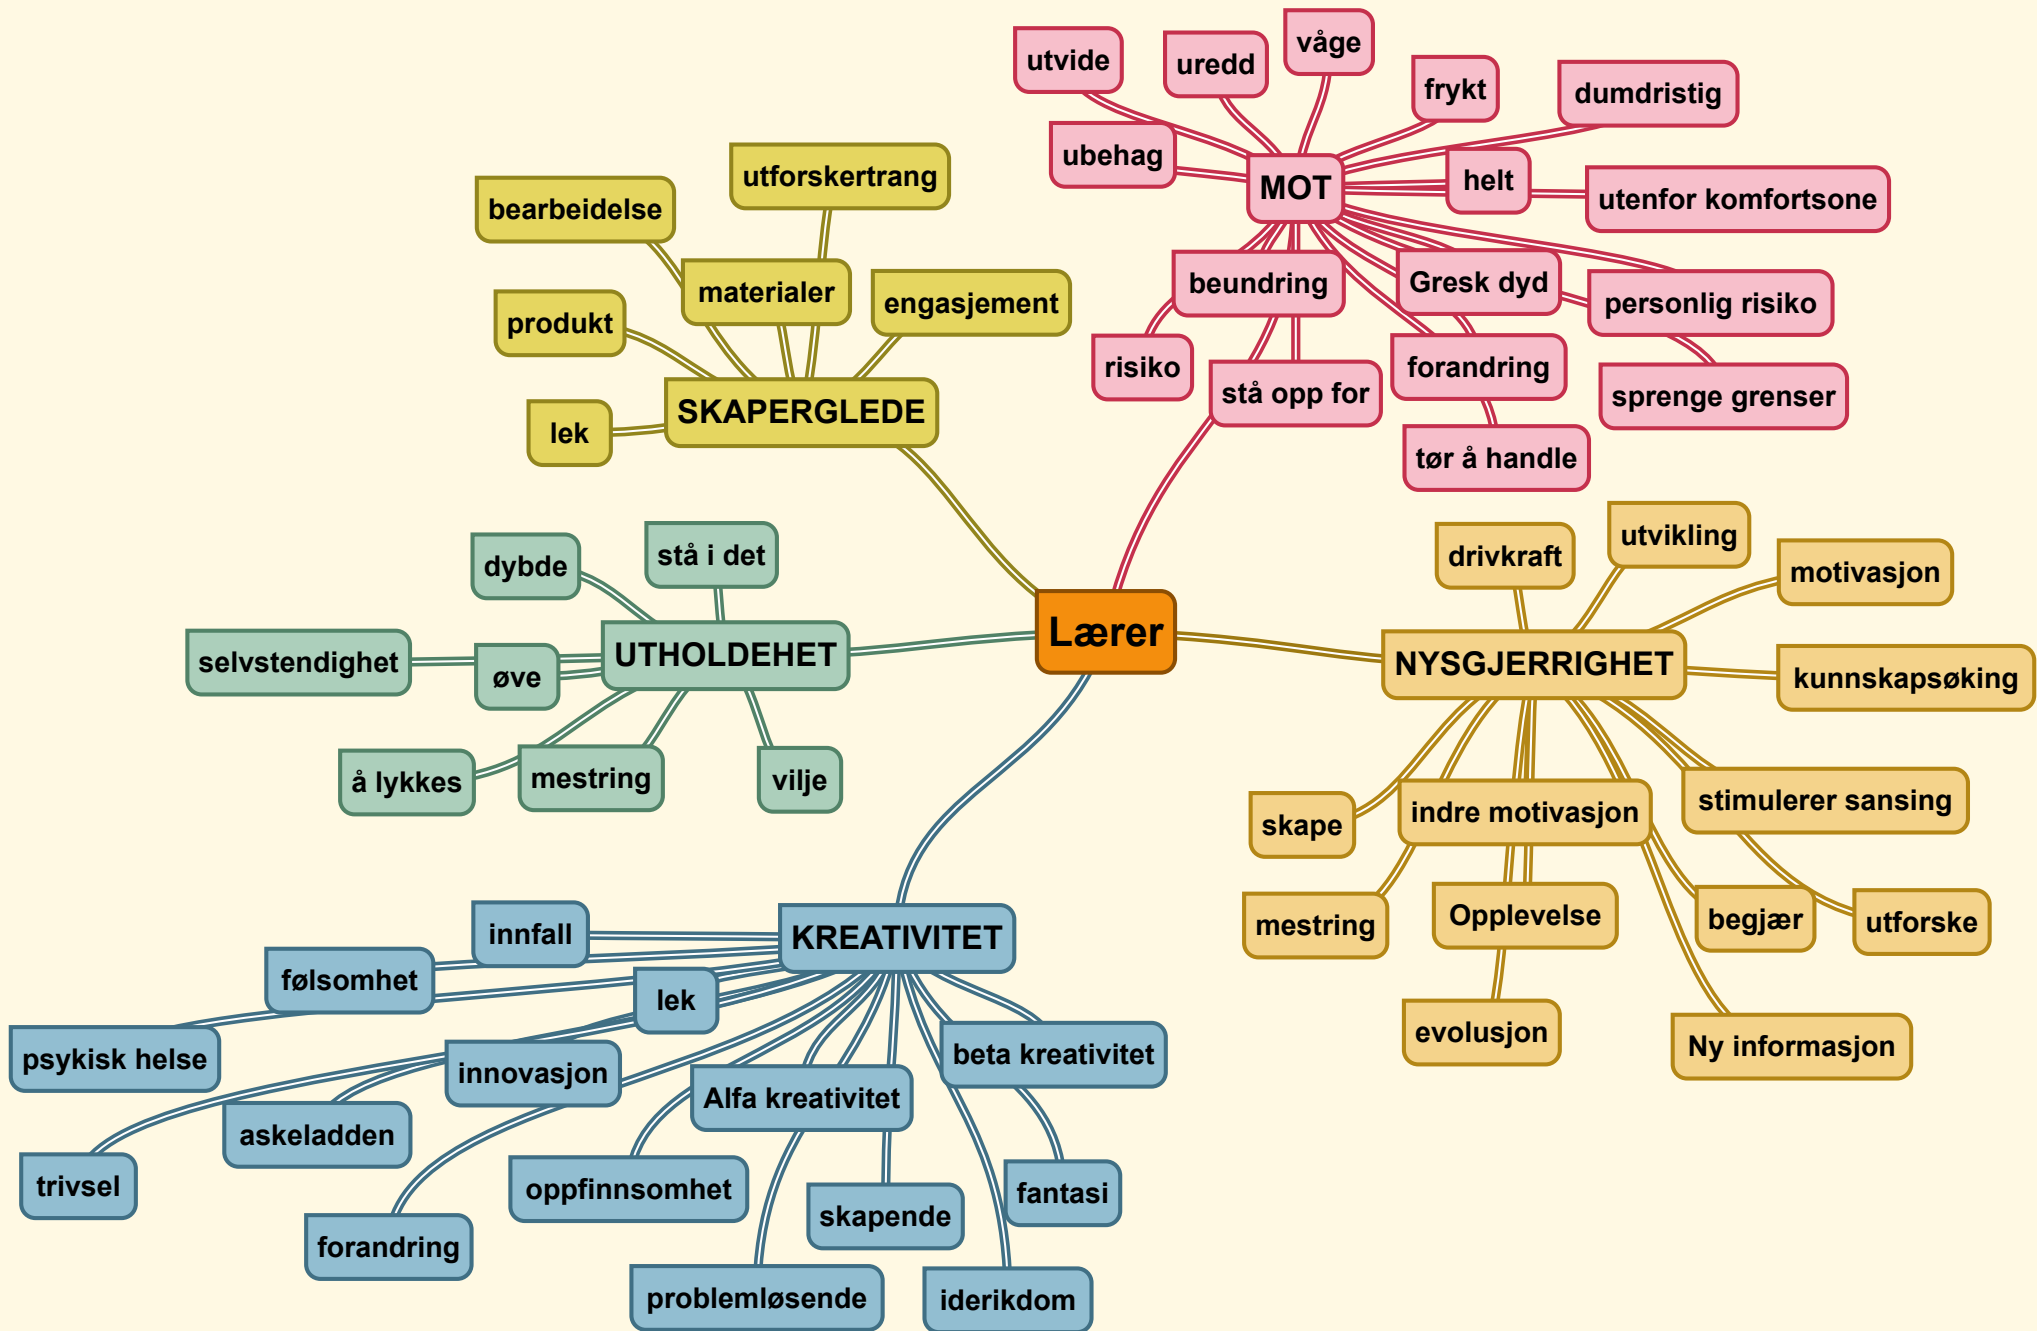 Lærer
MOT
utvide
uredd
våge
frykt
dumdristig
ubehag
helt
utenfor komfortsone
beundring
Gresk dyd
personlig risiko
risiko
stå opp for
forandring
sprenge grenser
tør å handle
SKAPERGLEDE
utforskertrang
bearbeidelse
materialer
engasjement
produkt
lek
UTHOLDEHET
dybde
stå i det
selvstendighet
øve
å lykkes
mestring
vilje
NYSGJERRIGHET
drivkraft
utvikling
motivasjon
kunnskapsøking
skape
indre motivasjon
stimulerer sansing
mestring
Opplevelse
begjær
utforske
evolusjon
Ny informasjon
KREATIVITET
innfall
følsomhet
lek
psykisk helse
innovasjon
Alfa kreativitet
beta kreativitet
trivsel
askeladden
forandring
oppfinnsomhet
skapende
fantasi
problemløsende
iderikdom